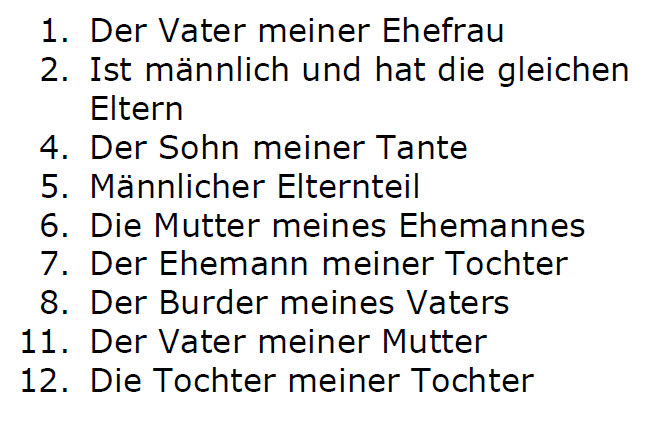 1. Der Vater meiner Ehefrau
2. Ist männlich und hat die gleichen
Eltern
4. Der Sohn meiner Tante
5. Männlicher Elternteil
6. Die Mutter meines Ehemannes
7. Der Ehemann meiner Tochter
8. Der Burder meines Vaters
11. Der Vater meiner Mutter
12. Die Tochter meiner Tochter